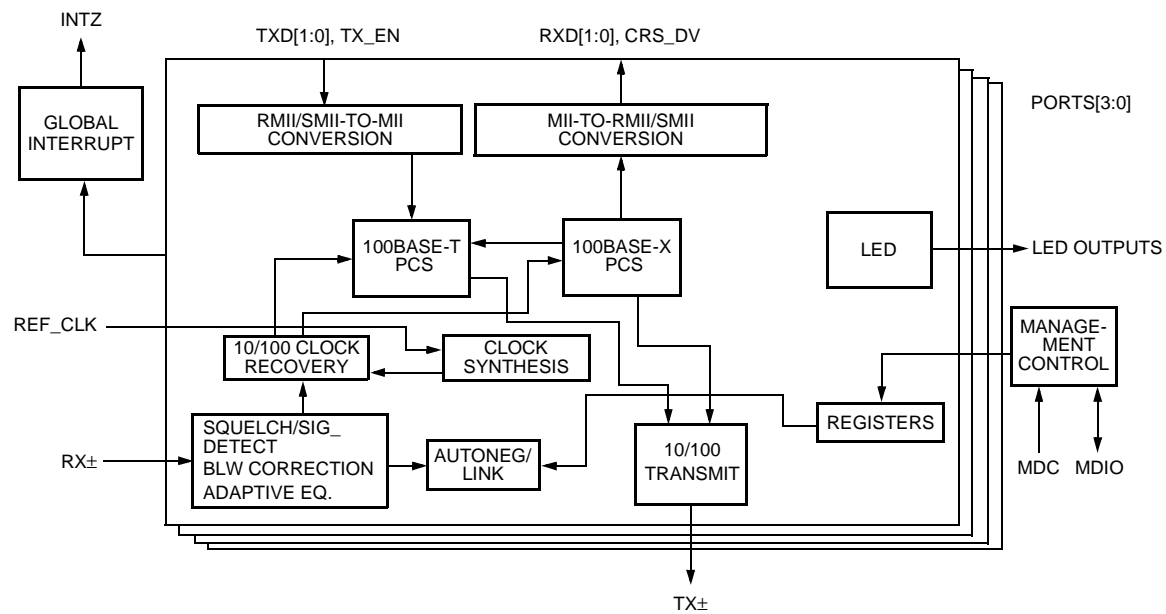 INTZ
TXD[1:0], TX_EN
RXD[1:0], CRS_DV
PORTS[3:0]
GLOBAL
INTERRUPT
RMII/SMII-TO-MII
CONVERSION
MII-TO-RMII/SMII
CONVERSION
100BASE-T
PCS
100BASE-X
PCS
LED
LED OUTPUTS
REF_CLK
10/100 CLOCK
RECOVERY
CLOCK
SYNTHESIS
MANAGE-
MENT
CONTROL
SQUELCH/SIG_
DETECT
BLW CORRECTION
ADAPTIVE EQ.
RX±
AUTONEG/
LINK
10/100
TRANSMIT
REGISTERS
MDC
MDIO
TX±